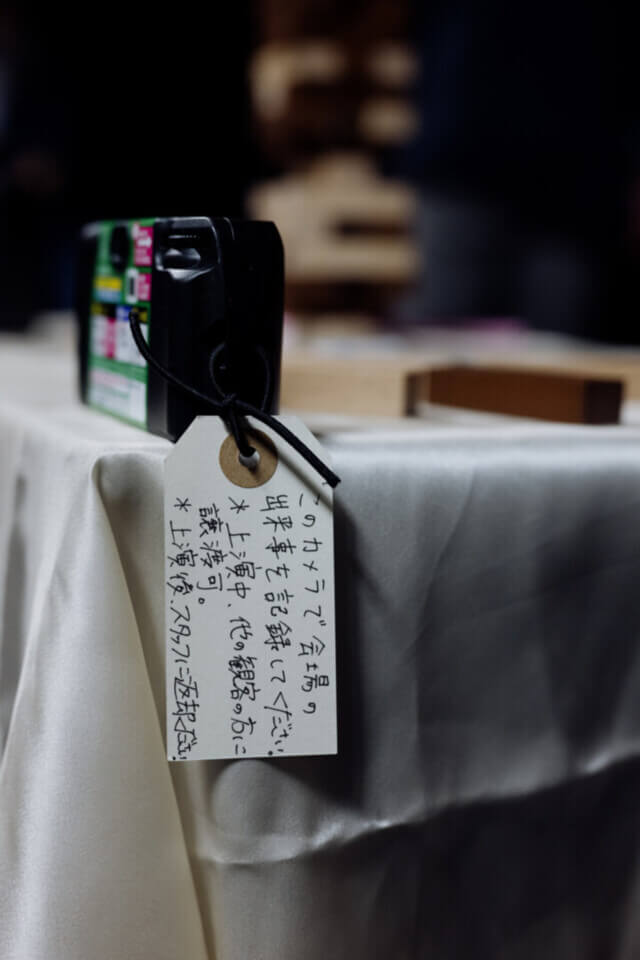 このカメラで会場の
出来事を記録してください。
＊上演中、他の観客の方に
譲渡可。
＊上演後、スタッフに返却ください